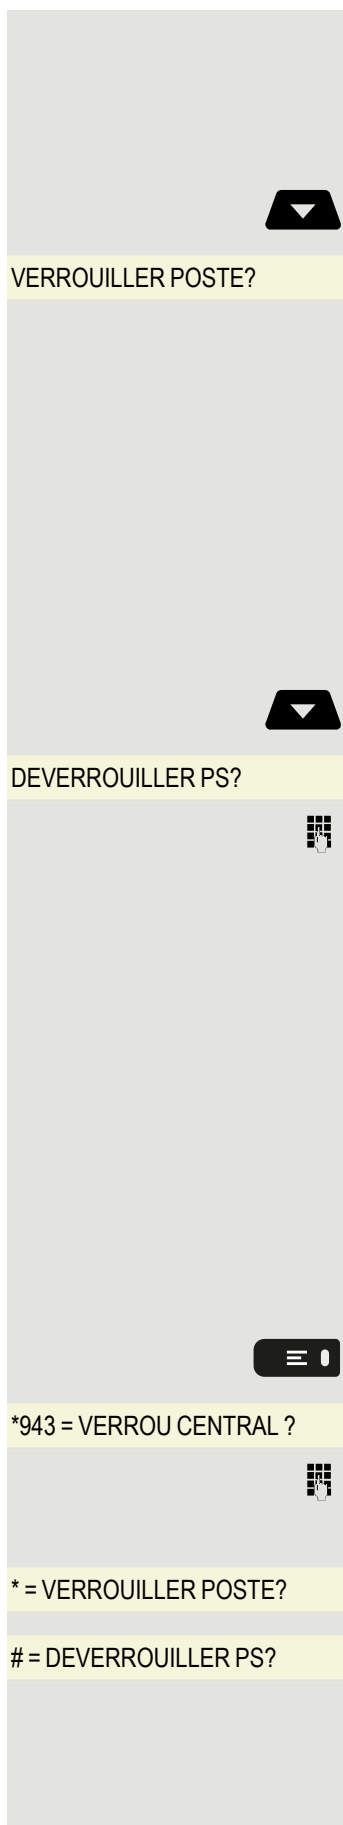 VERROUILLER POSTE?
DEVERROUILLER PS?
*943 = VERROU CENTRAL ?
* = VERROUILLER POSTE?
# = DEVERROUILLER PS?